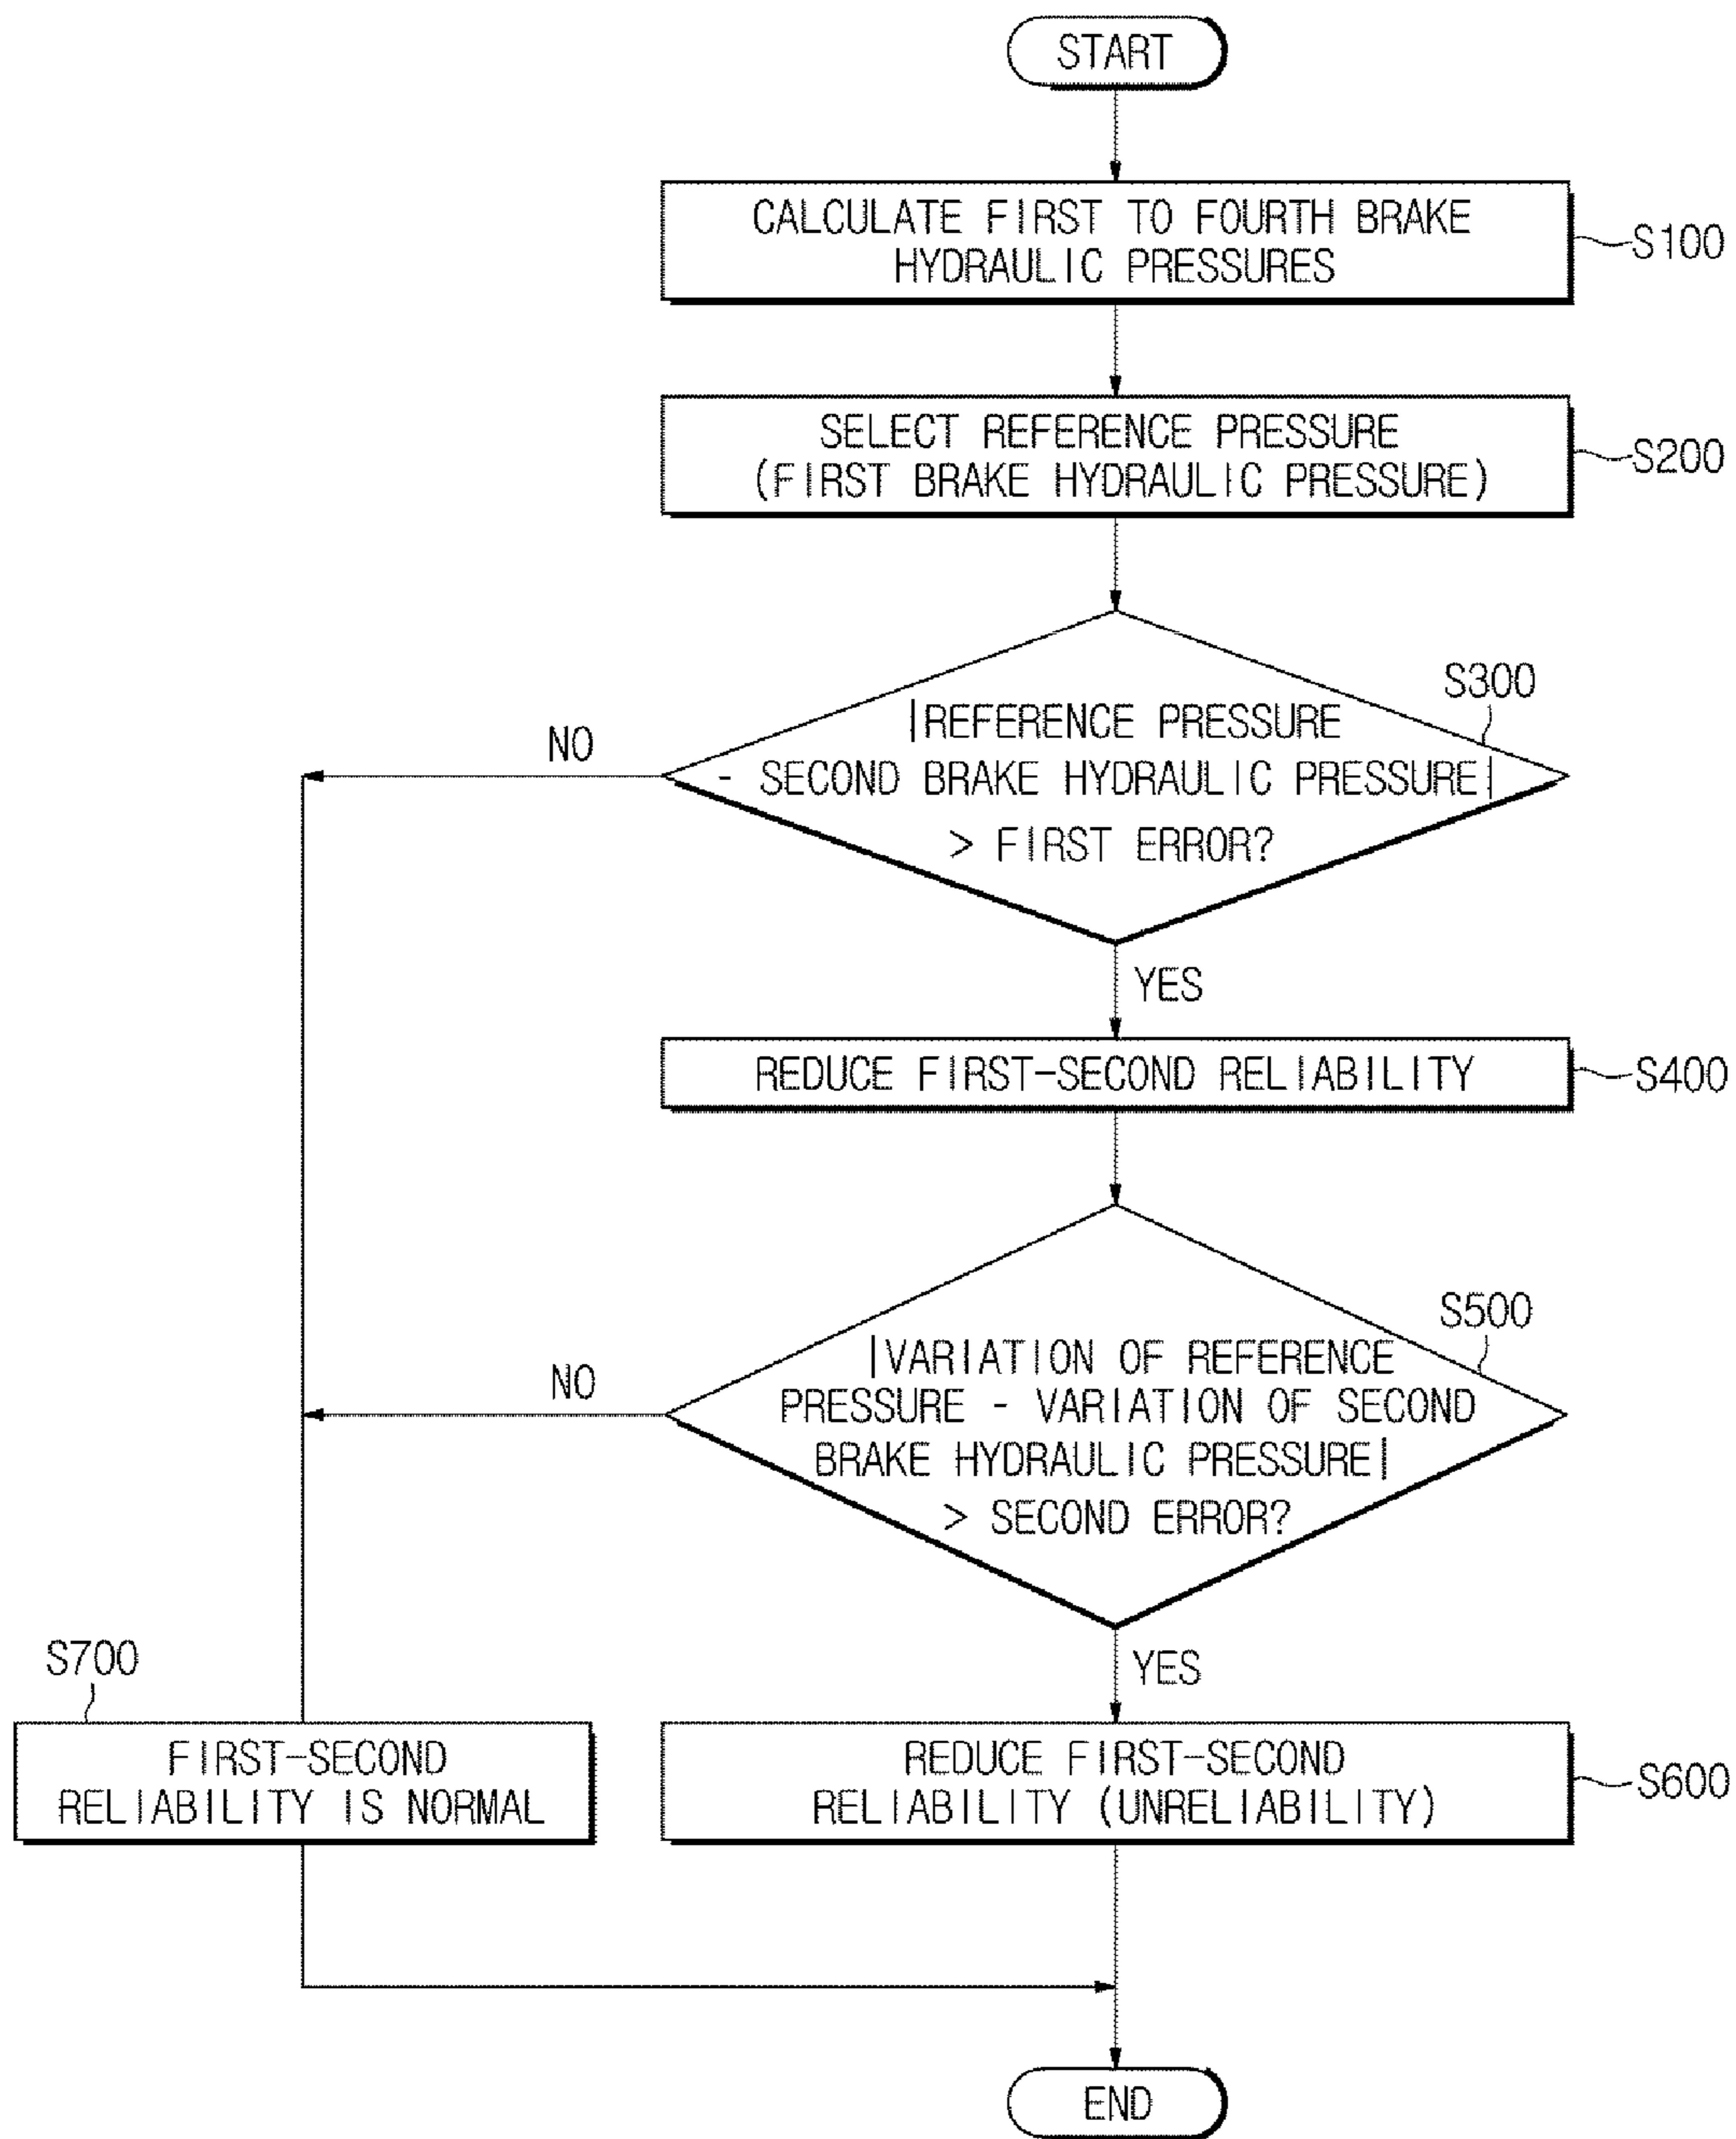 START
CALCULATE FIRST TO FOURTH BRAKE
HYDRAULIC PRESSURES
S100
SELECT REFERENCE PRESSURE
(FIRST BRAKE HYDRAULIC PRESSURE)
S200
S300
|REFERENCE PRESSURE
- SECOND BRAKE HYDRAULIC PRESSURE|
> FIRST ERROR?
NO
YES
REDUCE FIRST-SECOND RELIABILITY
S400
S500
|VARIATION OF REFERENCE
PRESSURE - VARIATION OF SECOND
BRAKE HYDRAULIC PRESSURE|
> SECOND ERROR?
NO
YES
S700
FIRST-SECOND
RELIABILITY IS NORMAL
REDUCE FIRST-SECOND
RELIABILITY (UNRELIABILITY)
S600
END